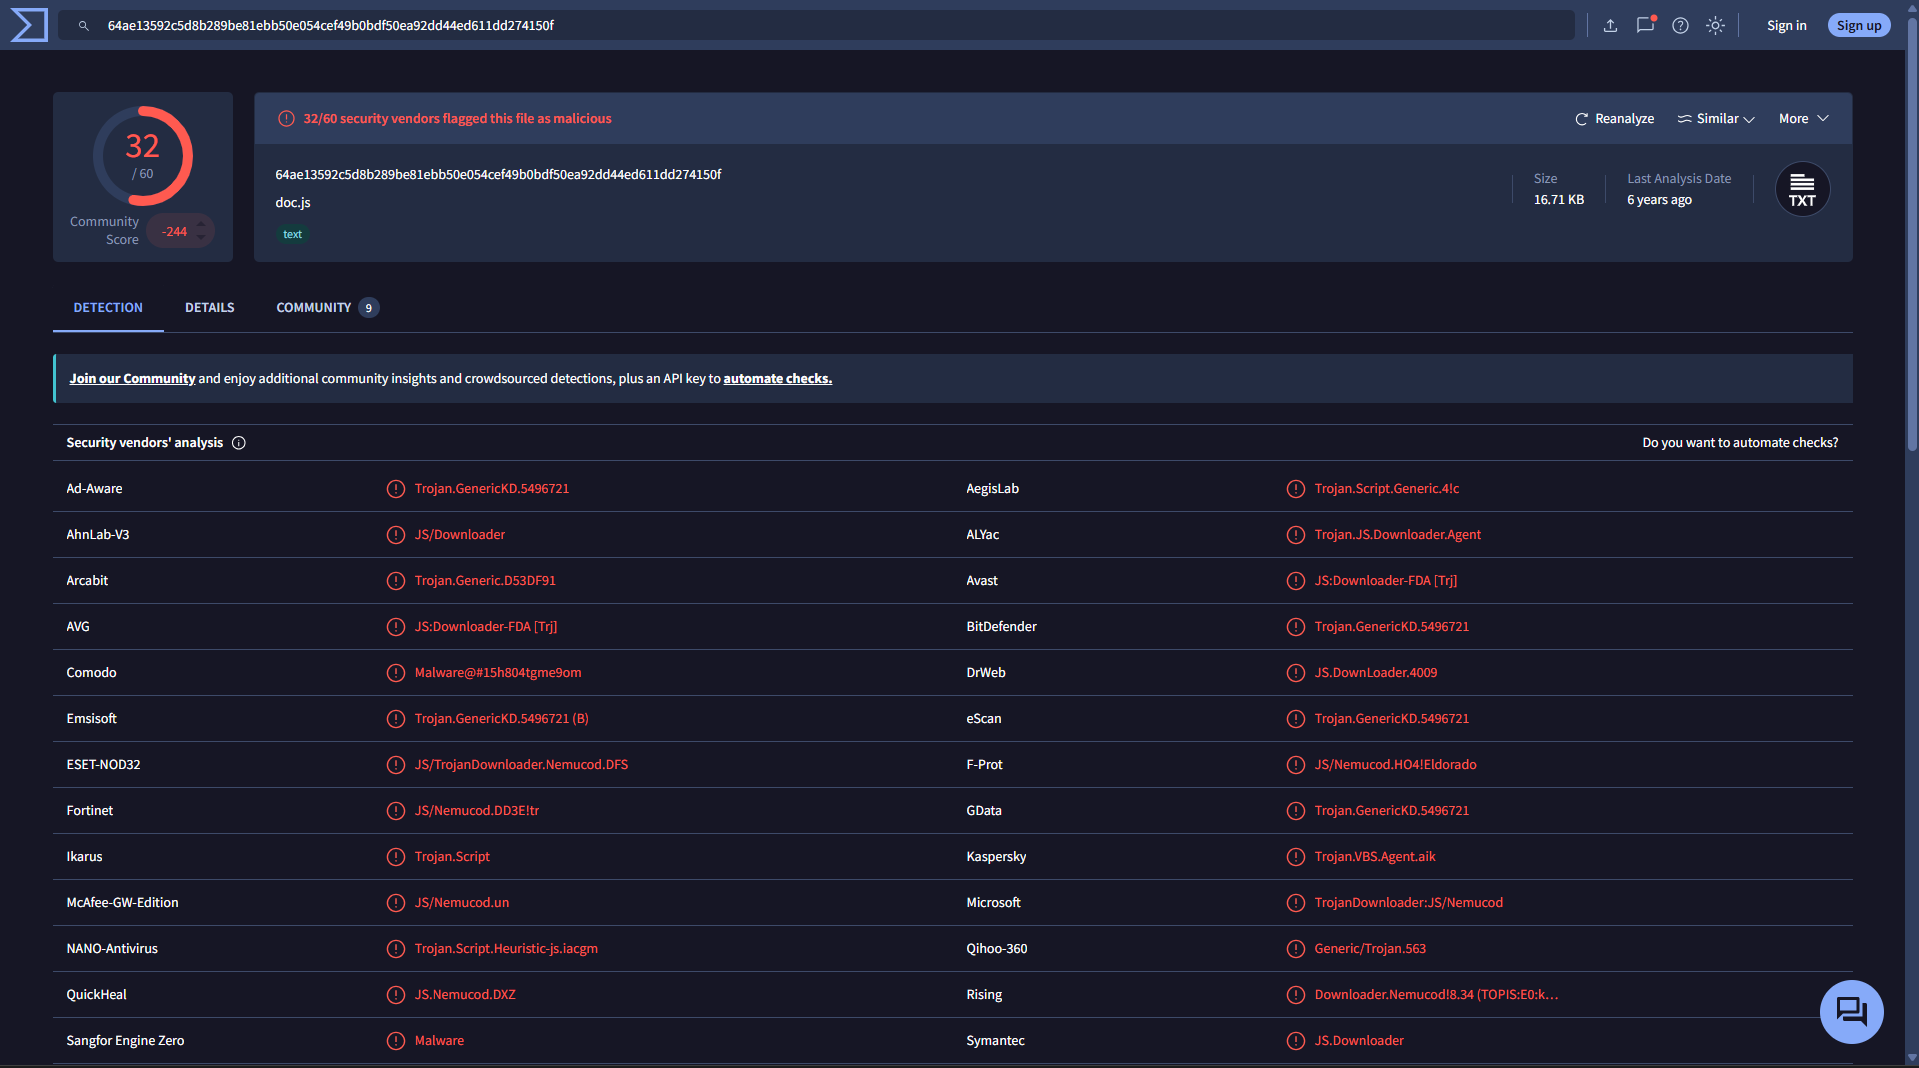 64ae13592c5d8b289be81ebb50e054cef49b0bdf50ea92dd44ed611dd274150f
Sign in
Sign up
32
/ 60
Community Score
-244
32/60 security vendors flagged this file as malicious
Reanalyze
Similar
More
64ae13592c5d8b289be81ebb50e054cef49b0bdf50ea92dd44ed611dd274150f
doc.js
text
Size
16.71 KB
Last Analysis Date
6 years ago
TXT
DETECTION
DETAILS
COMMUNITY 9
Join our Community and enjoy additional community insights and crowdsourced detections, plus an API key to automate checks.
Security vendors' analysis
Do you want to automate checks?
Ad-Aware Trojan.GenericKD.5496721 AegisLab Trojan.Script.Generic.4!c
AhnLab-V3 JS/Downloader ALYac Trojan.JS.Downloader.Agent
Arcabit Trojan.Generic.D53DF91 Avast JS:Downloader-FDA [Trj]
AVG JS:Downloader-FDA [Trj] BitDefender Trojan.GenericKD.5496721
Comodo Malware@#15h804tgme9om DrWeb JS.DownLoader.4009
Emsisoft Trojan.GenericKD.5496721 (B) eScan Trojan.GenericKD.5496721
ESET-NOD32 JS/TrojanDownloader.Nemucod.DFS F-Prot JS/Nemucod.HO4!Eldorado
Fortinet JS/Nemucod.DD3E!tr GData Trojan.GenericKD.5496721
Ikarus Trojan.Script Kaspersky Trojan.VBS.Agent.aik
McAfee-GW-Edition JS/Nemucod.un Microsoft TrojanDownloader:JS/Nemucod
NANO-Antivirus Trojan.Script.Heuristic-js.iacgm Qihoo-360 Generic/Trojan.563
QuickHeal JS.Nemucod.DXZ Rising Downloader.Nemucod!8.34 (TOPIS:E0:k...
Sangfor Engine Zero Malware Symantec JS.Downloader